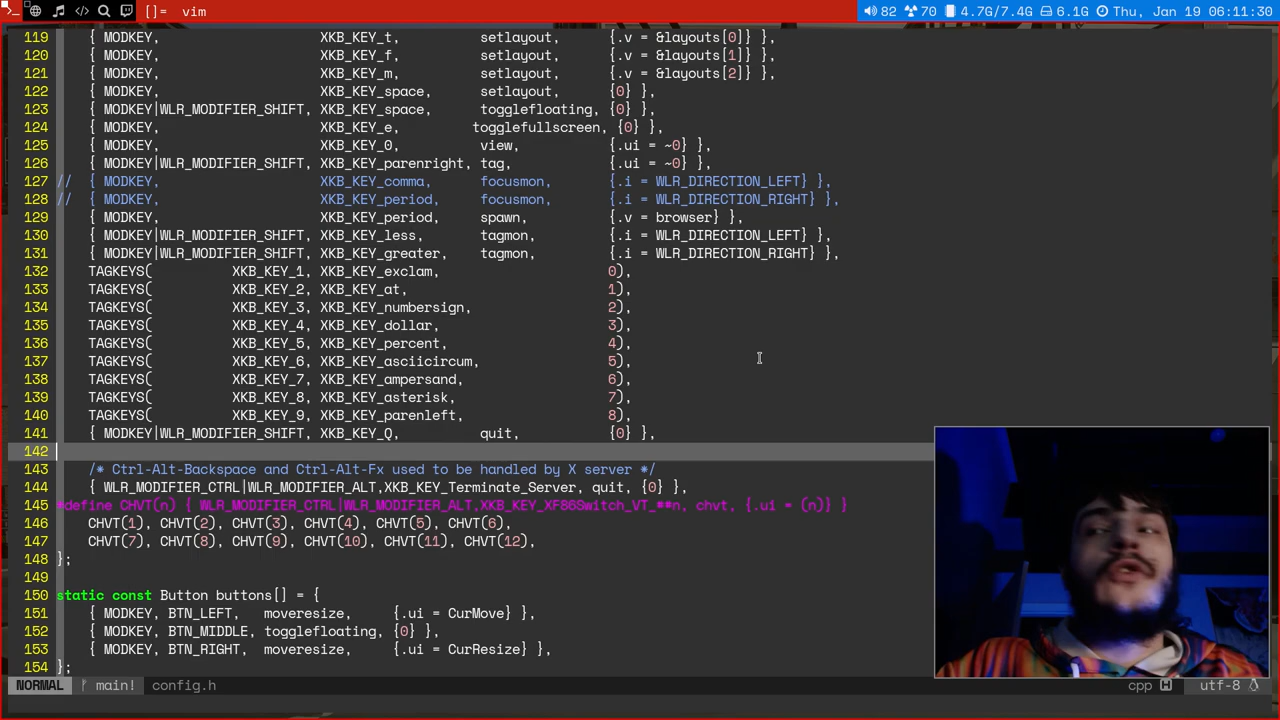 []= vim 82 70 4.7G/7.4G 6.1G Thu, Jan 19 06:11:30
119 { MODKEY, XKB_KEY_t, setlayout, {.v = &layouts[0]} },
120 { MODKEY, XKB_KEY_f, setlayout, {.v = &layouts[1]} },
121 { MODKEY, XKB_KEY_m, setlayout, {.v = &layouts[2]} },
122 { MODKEY, XKB_KEY_space, setlayout, {0} },
123 { MODKEY|WLR_MODIFIER_SHIFT, XKB_KEY_space, togglefloating, {0} },
124 { MODKEY, XKB_KEY_e, togglefullscreen, {0} },
125 { MODKEY, XKB_KEY_0, view, {.ui = ~0} },
126 { MODKEY|WLR_MODIFIER_SHIFT, XKB_KEY_parenright, tag, {.ui = ~0} },
127 // { MODKEY, XKB_KEY_comma, focusmon, {.i = WLR_DIRECTION_LEFT} },
128 // { MODKEY, XKB_KEY_period, focusmon, {.i = WLR_DIRECTION_RIGHT} },
129 { MODKEY, XKB_KEY_period, spawn, {.v = browser} },
130 { MODKEY|WLR_MODIFIER_SHIFT, XKB_KEY_less, tagmon, {.i = WLR_DIRECTION_LEFT} },
131 { MODKEY|WLR_MODIFIER_SHIFT, XKB_KEY_greater, tagmon, {.i = WLR_DIRECTION_RIGHT} },
132 TAGKEYS( XKB_KEY_1, XKB_KEY_exclam, 0),
133 TAGKEYS( XKB_KEY_2, XKB_KEY_at, 1),
134 TAGKEYS( XKB_KEY_3, XKB_KEY_numbersign, 2),
135 TAGKEYS( XKB_KEY_4, XKB_KEY_dollar, 3),
136 TAGKEYS( XKB_KEY_5, XKB_KEY_percent, 4),
137 TAGKEYS( XKB_KEY_6, XKB_KEY_asciicircum, 5),
138 TAGKEYS( XKB_KEY_7, XKB_KEY_ampersand, 6),
139 TAGKEYS( XKB_KEY_8, XKB_KEY_asterisk, 7),
140 TAGKEYS( XKB_KEY_9, XKB_KEY_parenleft, 8),
141 { MODKEY|WLR_MODIFIER_SHIFT, XKB_KEY_Q, quit, {0} },
142
143 /* Ctrl-Alt-Backspace and Ctrl-Alt-Fx used to be handled by X server */
144 { WLR_MODIFIER_CTRL|WLR_MODIFIER_ALT,XKB_KEY_Terminate_Server, quit, {0} },
145 #define CHVT(n) { WLR_MODIFIER_CTRL|WLR_MODIFIER_ALT,XKB_KEY_XF86Switch_VT_##n, chvt, {.ui = (n)} }
146 CHVT(1), CHVT(2), CHVT(3), CHVT(4), CHVT(5), CHVT(6),
147 CHVT(7), CHVT(8), CHVT(9), CHVT(10), CHVT(11), CHVT(12),
148 };
149
150 static const Button buttons[] = {
151 { MODKEY, BTN_LEFT, moveresize, {.ui = CurMove} },
152 { MODKEY, BTN_MIDDLE, togglefloating, {0} },
153 { MODKEY, BTN_RIGHT, moveresize, {.ui = CurResize} },
154 };
NORMAL main! config.h cpp utf-8